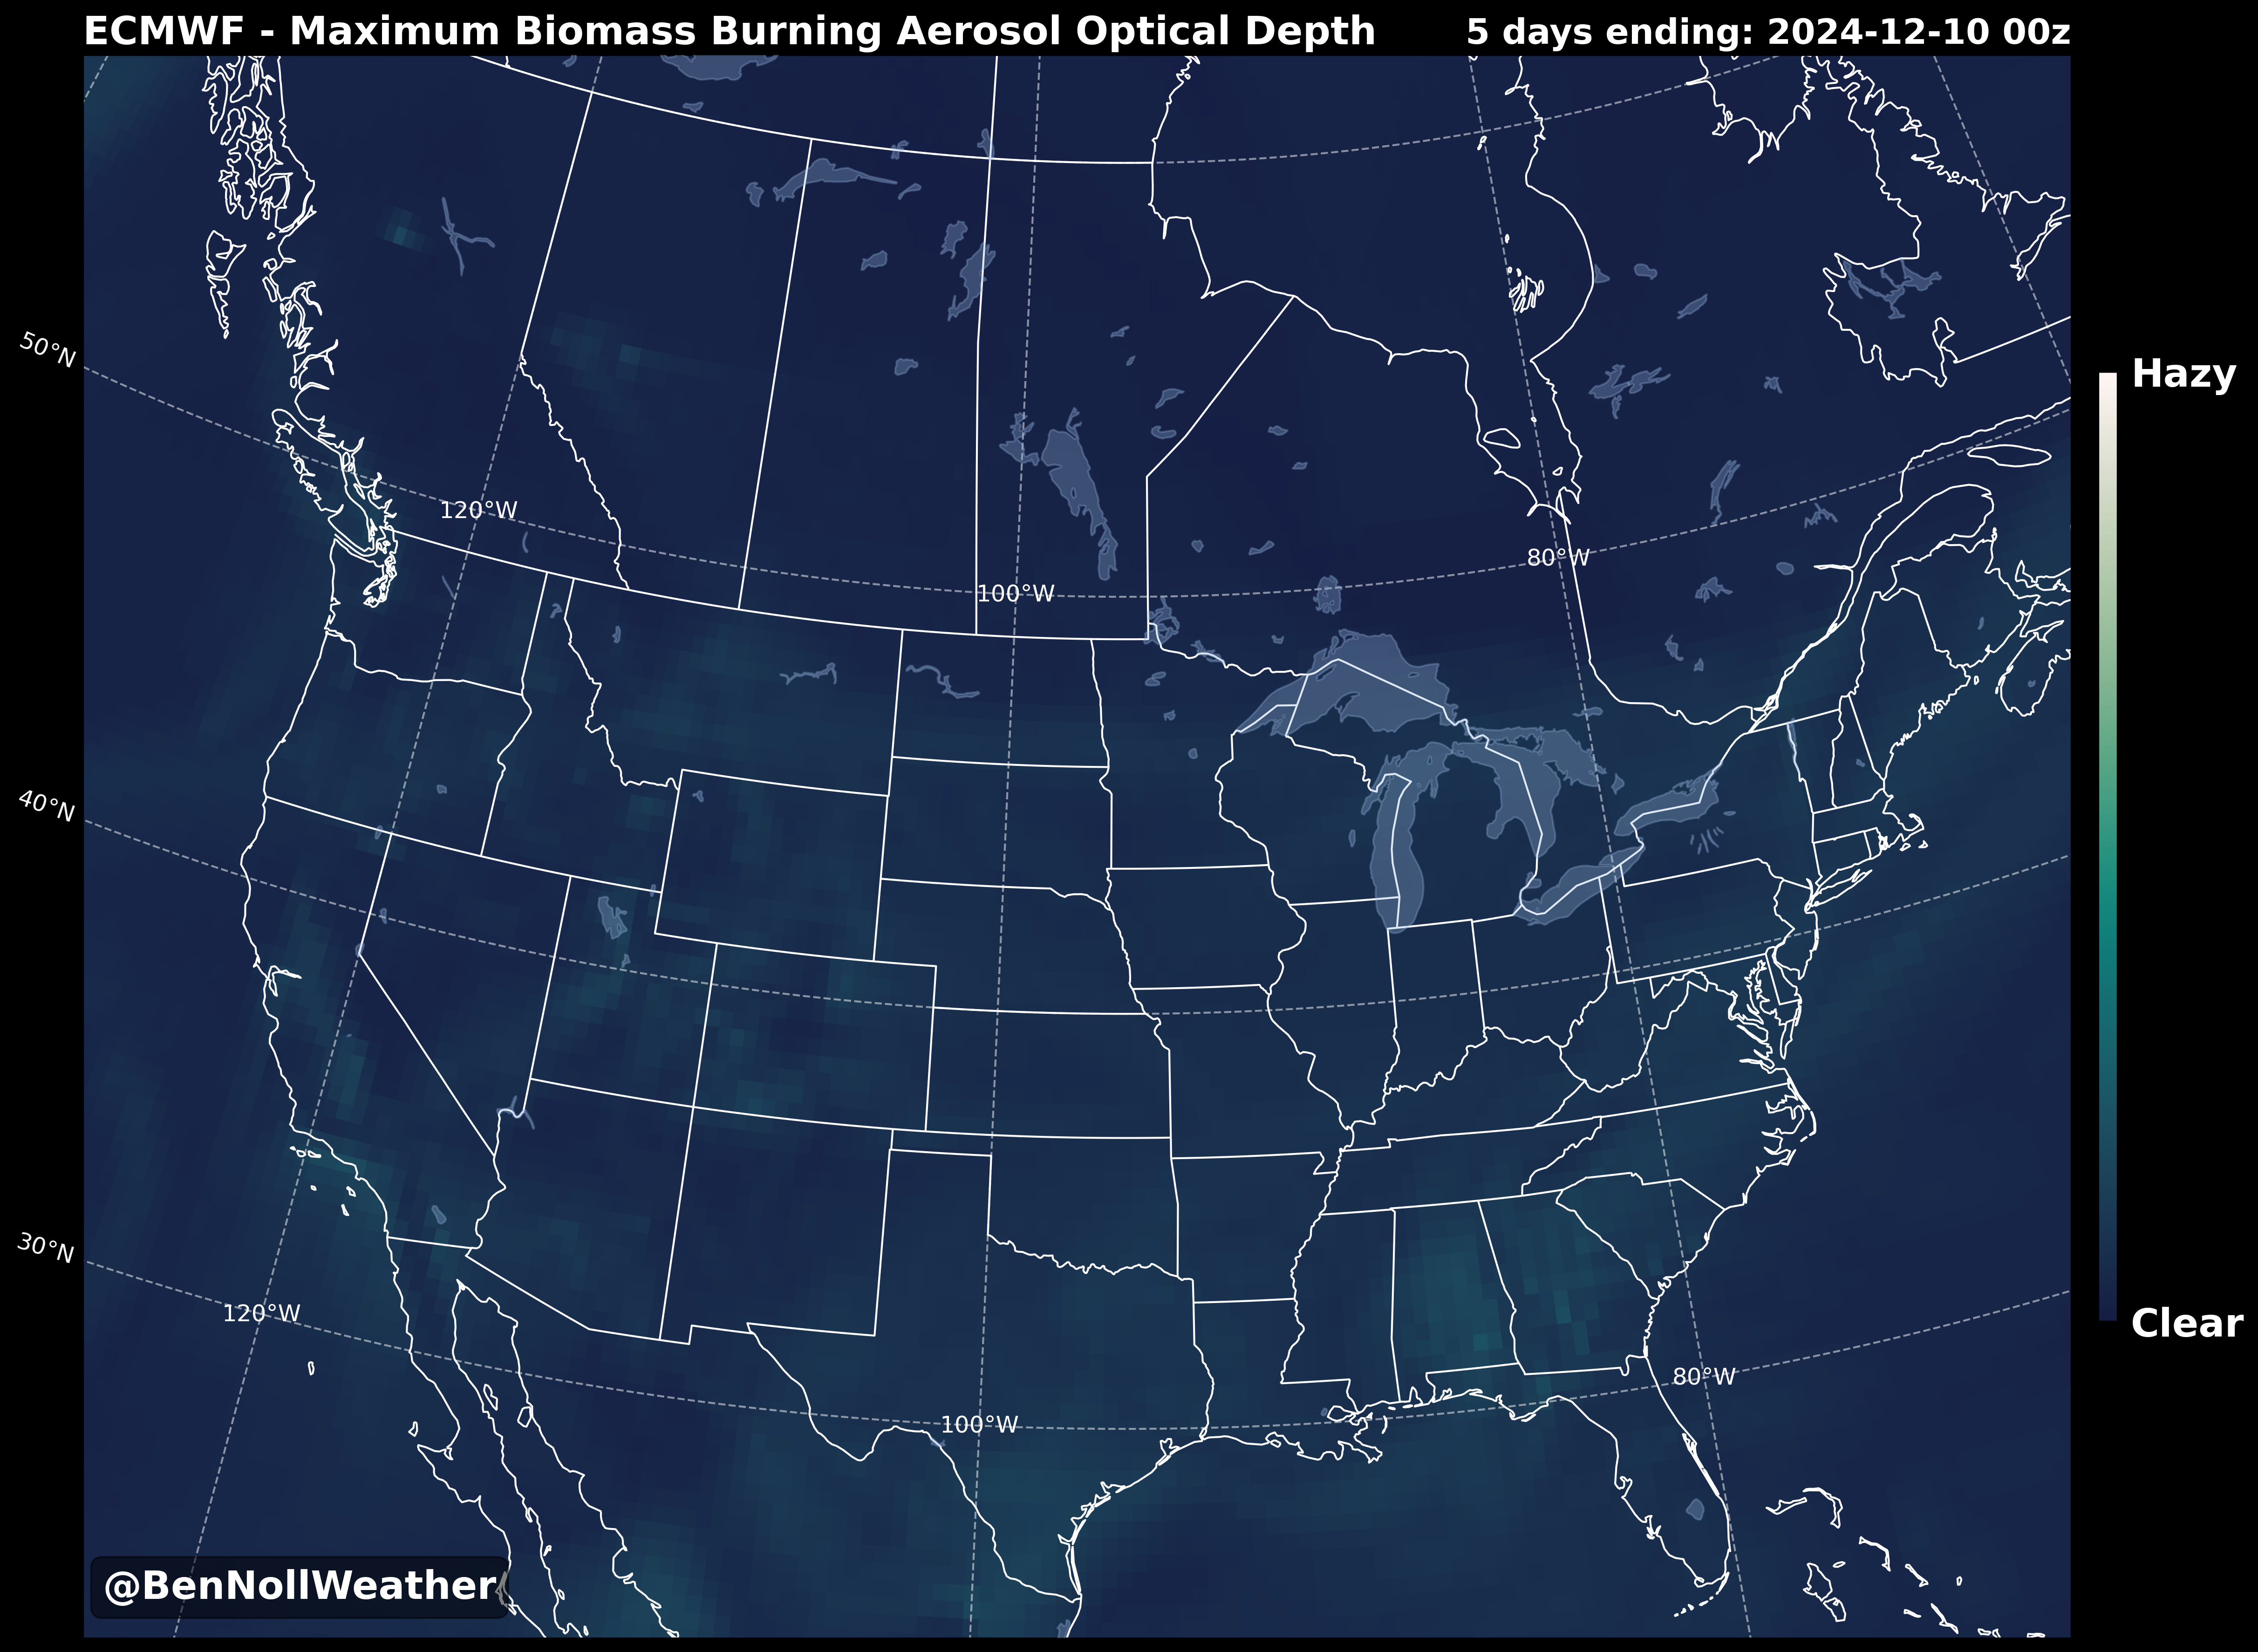 ECMWF - Maximum Biomass Burning Aerosol Optical Depth
5 days ending: 2024-12-10 00z
50°N
Hazy
120°W
80°W
100°W
40°N
30°N
120°W
Clear
80°W
100°W
@BenNollWeather